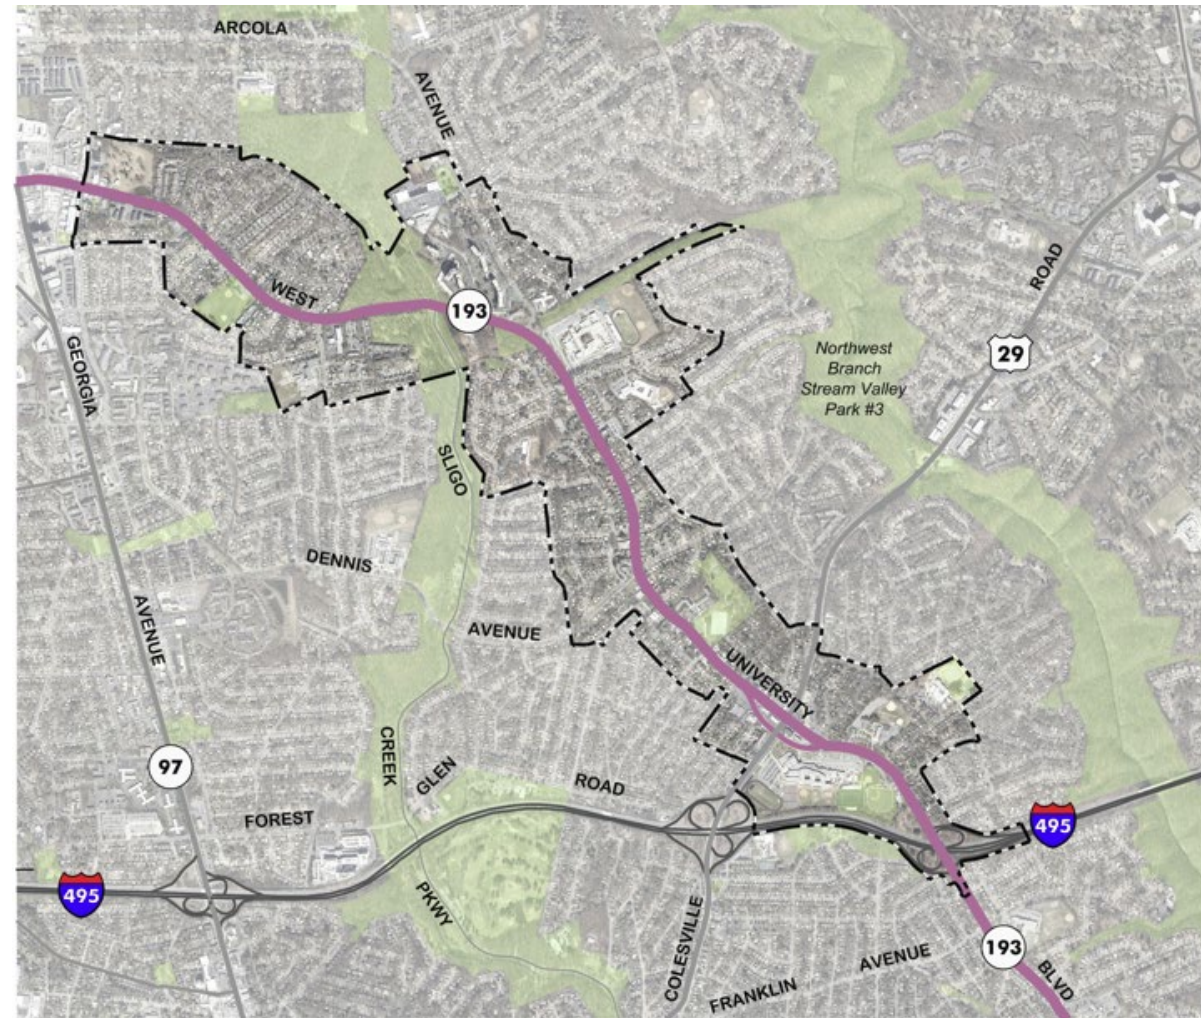 ARCOLA
AVENUE
WEST
193
GEORGIA
ROAD
29
Northwest
Branch
Stream Valley
Park #3
SLIGO
DENNIS
AVENUE
AVENUE
UNIVERSITY
97
CREEK
GLEN
ROAD
FOREST
495
495
PKWY
COLESVILLE
193
AVENUE
BLVD
FRANKLIN